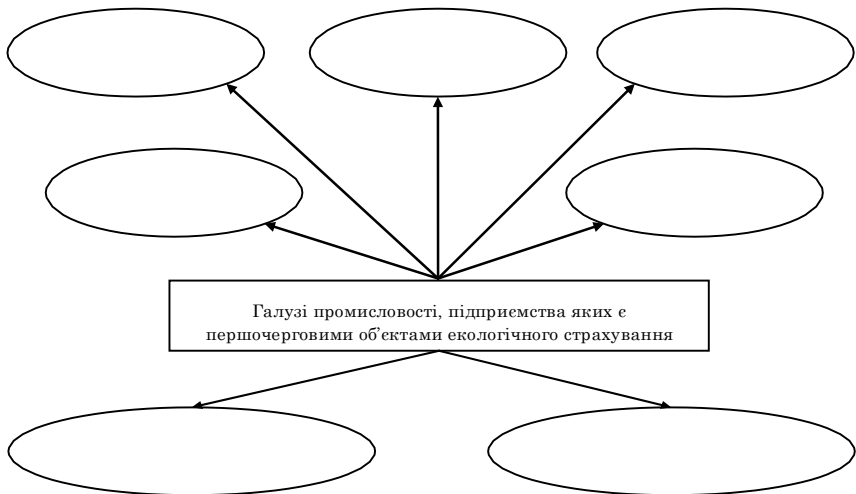 Галузі промисловості, підприємства яких є
першочерговими об’єктами екологічного страхування